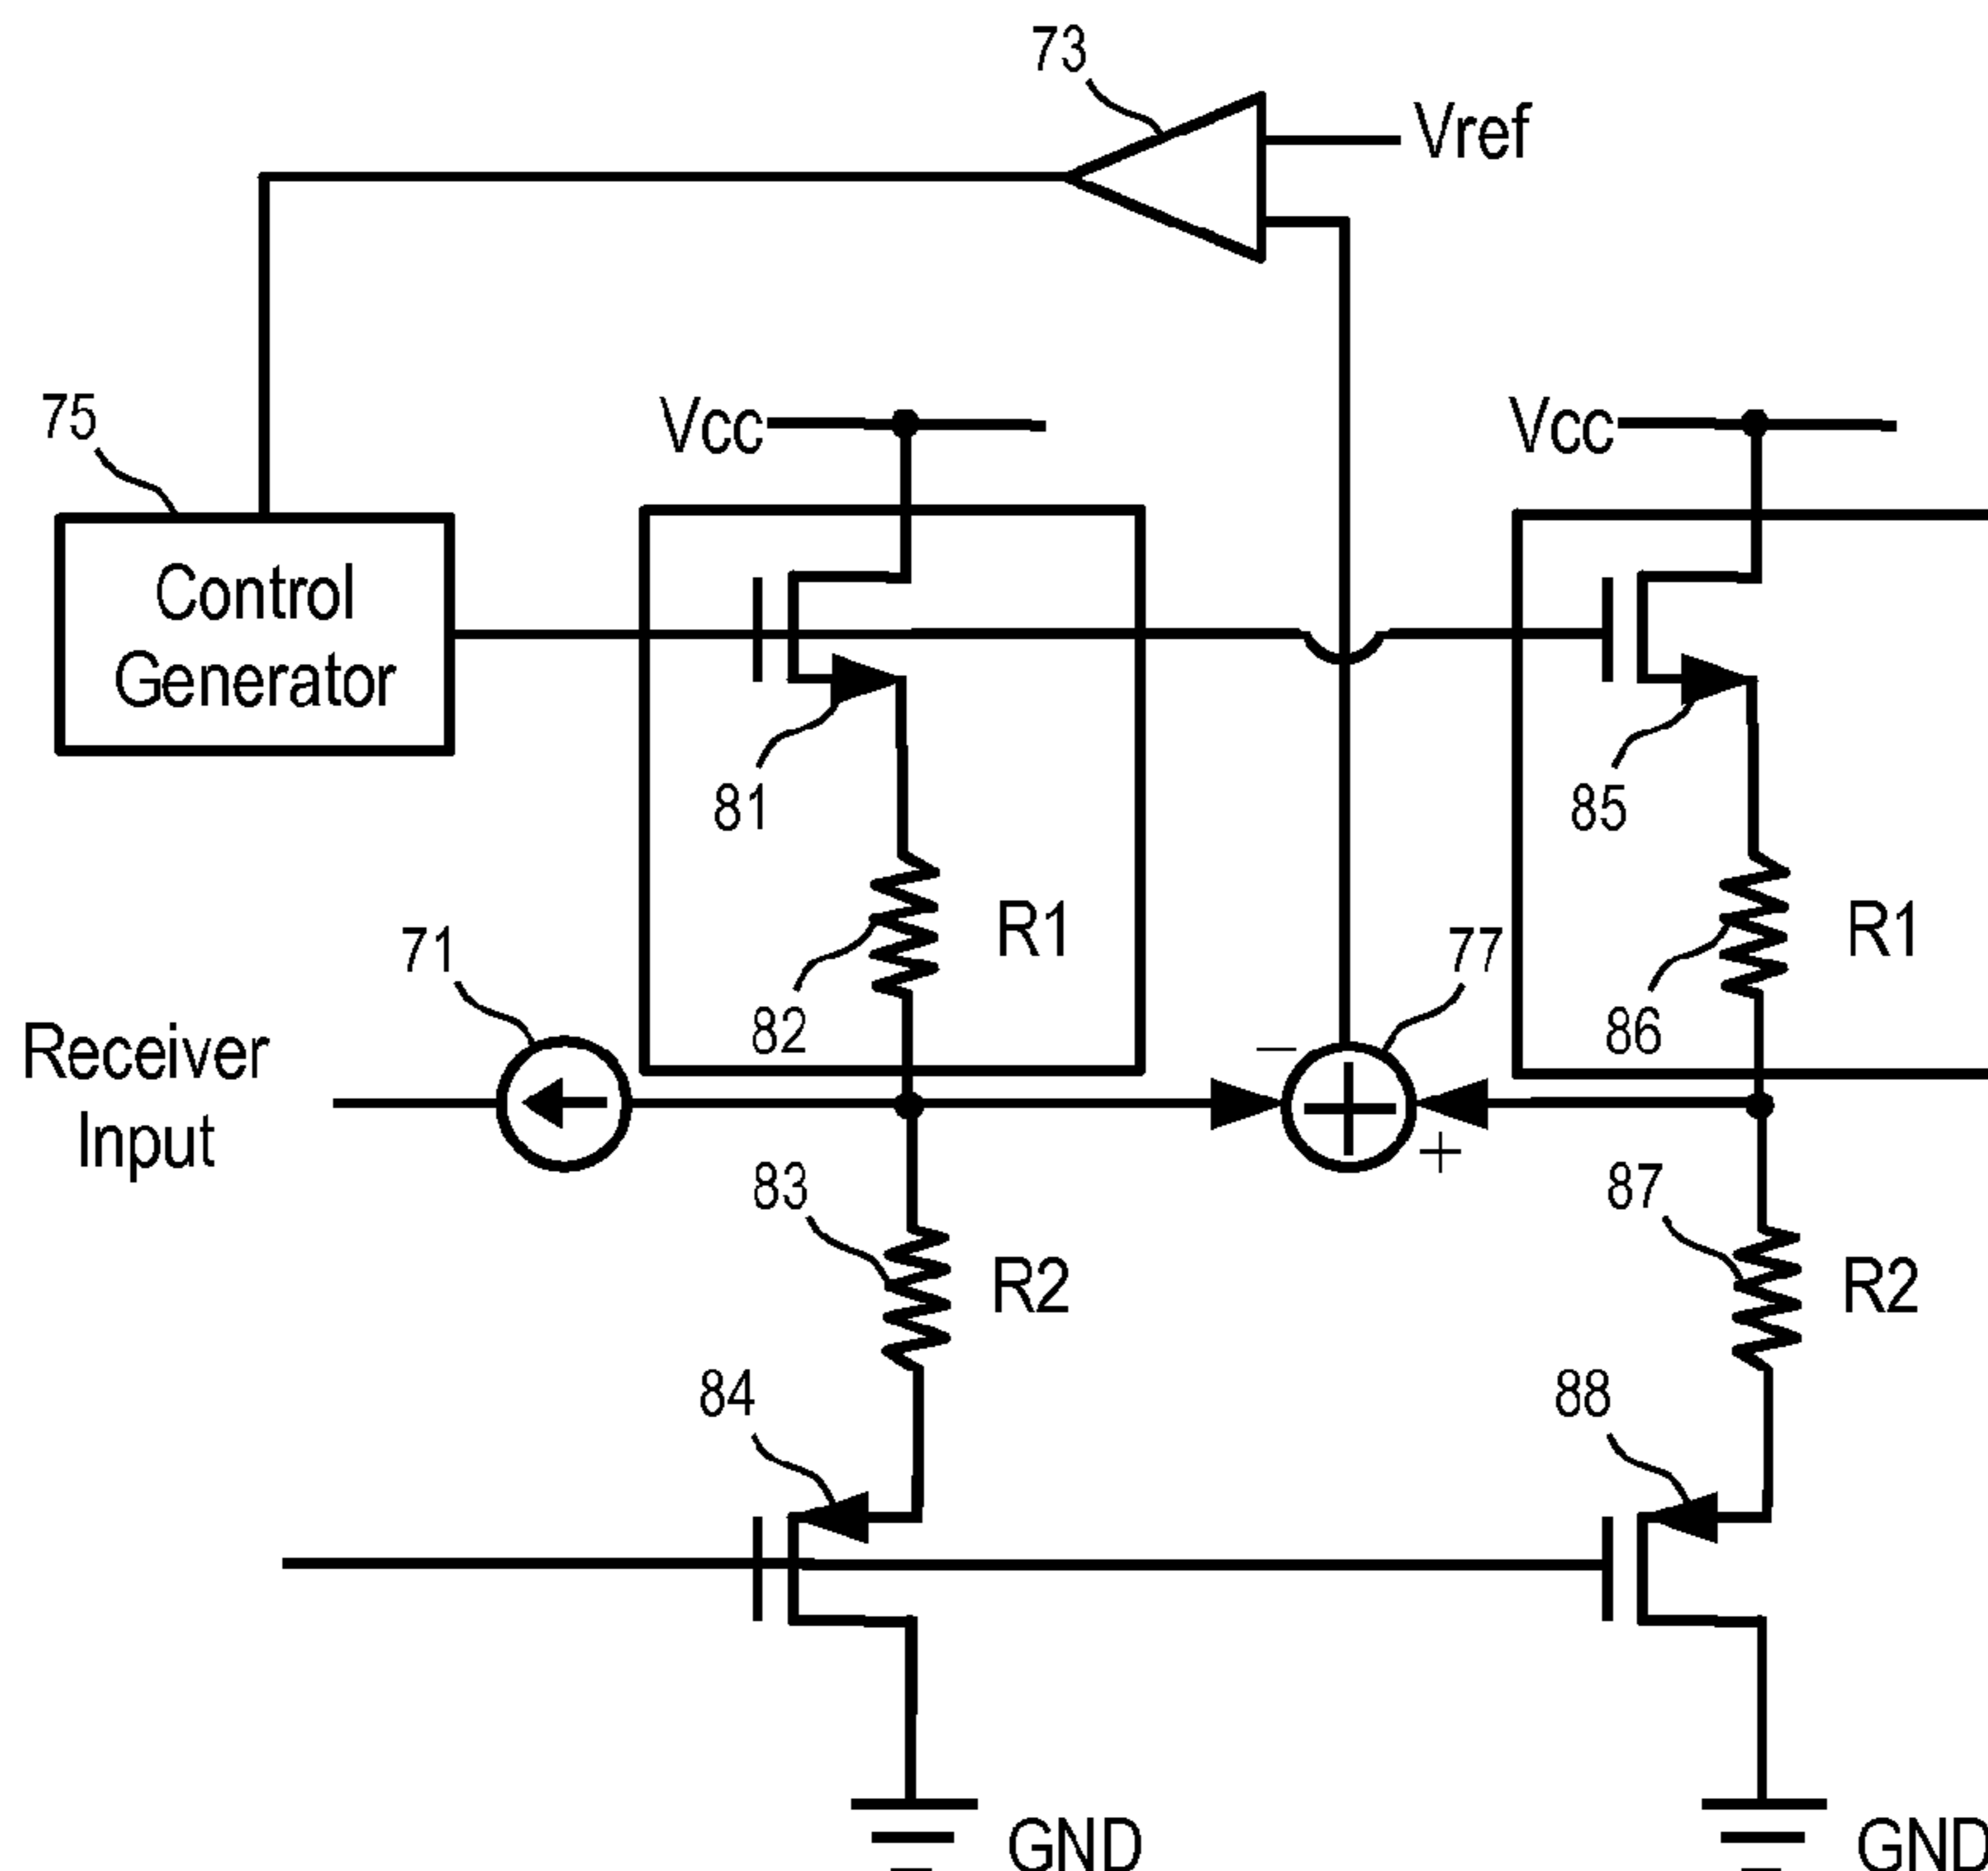 73
Vref
75
Vcc
Vcc
Control
Generator
81
85
R1
R1
71
77
82
86
Receiver
Input
−
+
83
87
R2
R2
84
88
GND
GND